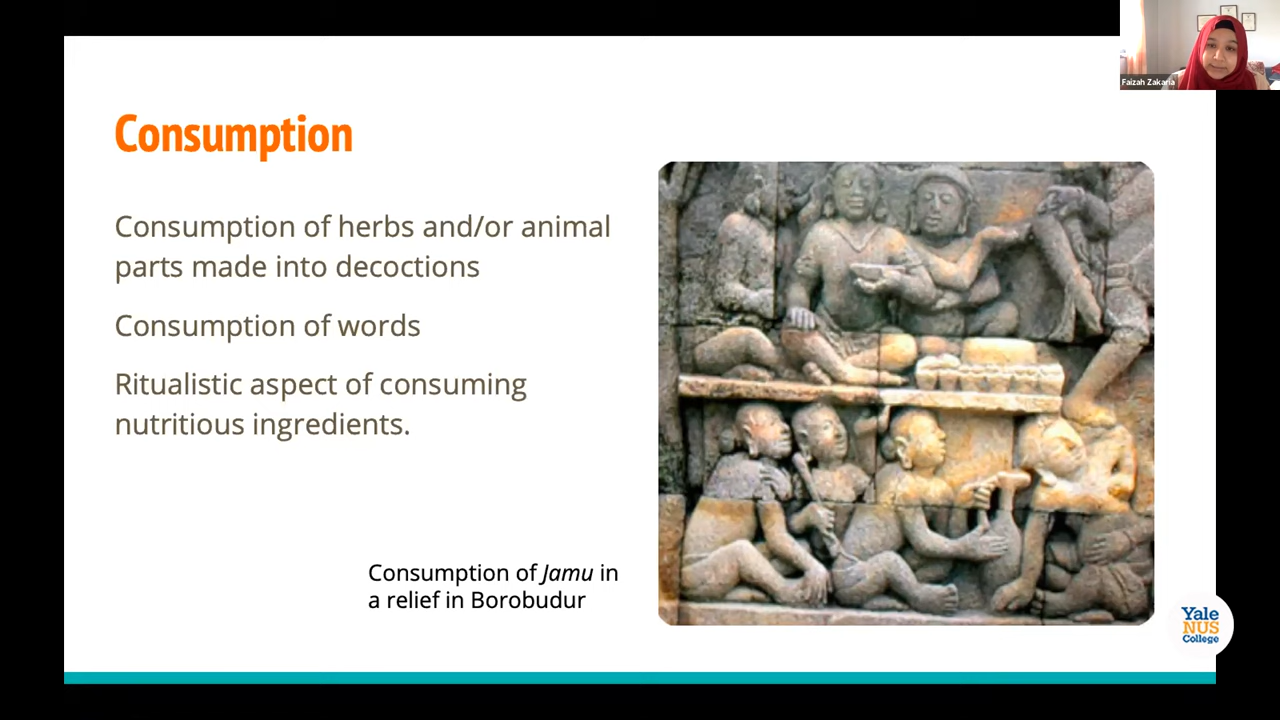 Faizah Zakaria
Consumption
Consumption of herbs and/or animal
parts made into decoctions
Consumption of words
Ritualistic aspect of consuming
nutritious ingredients.
Consumption of Jamu in
a relief in Borobudur
Yale
NUS
College